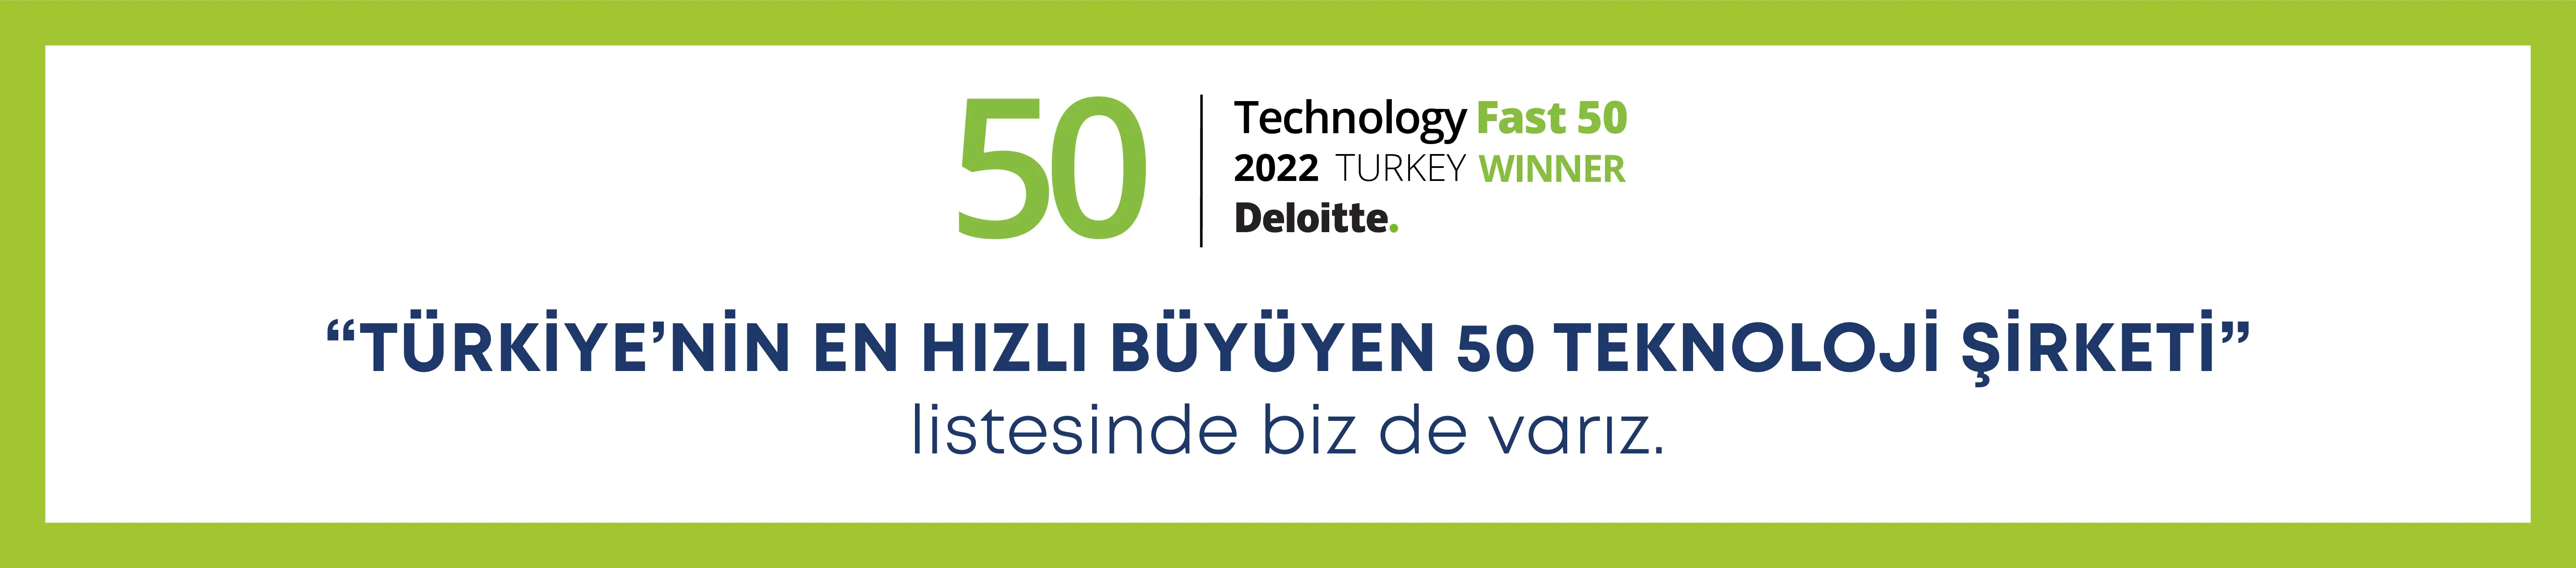 50
Technology Fast 50
2022 TURKEY WINNER
Deloitte.
“TÜRKİYE’NİN EN HIZLI BÜYÜYEN 50 TEKNOLOJİ ŞİRKETİ”
listesinde biz de varız.